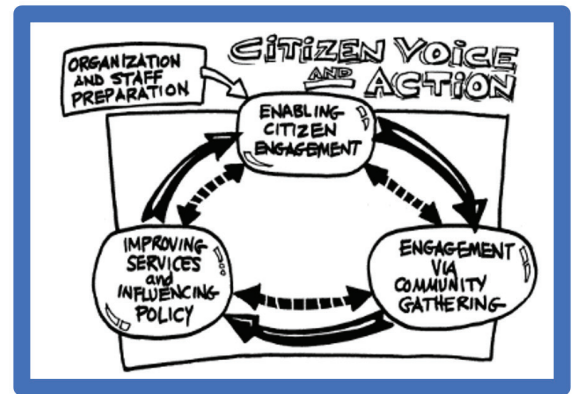 CITIZEN VOICE
AND ACTION
ORGANIZATION
AND STAFF
PREPARATION
ENABLING
CITIZEN
ENGAGEMENT
ENGAGEMENT
VIA
COMMUNITY
GATHERING
IMPROVING
SERVICES
and
INFLUENCING
POLICY